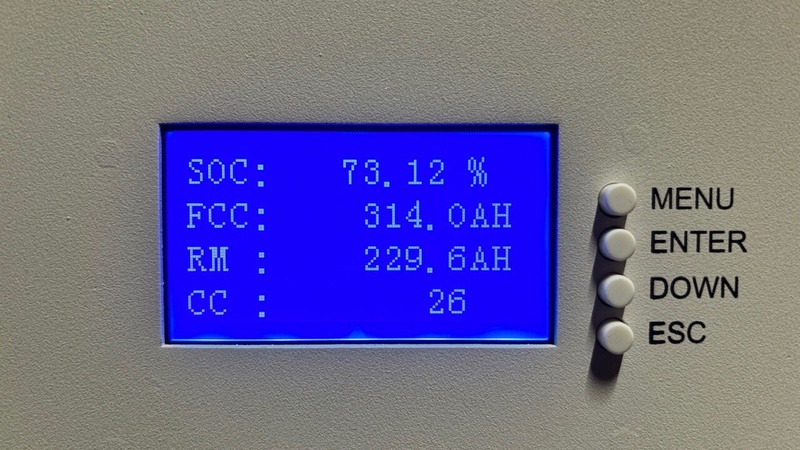 SOC: 73.12 %
FCC: 314.0AH
RM : 229.6AH
CC : 26
MENU
ENTER
DOWN
ESC